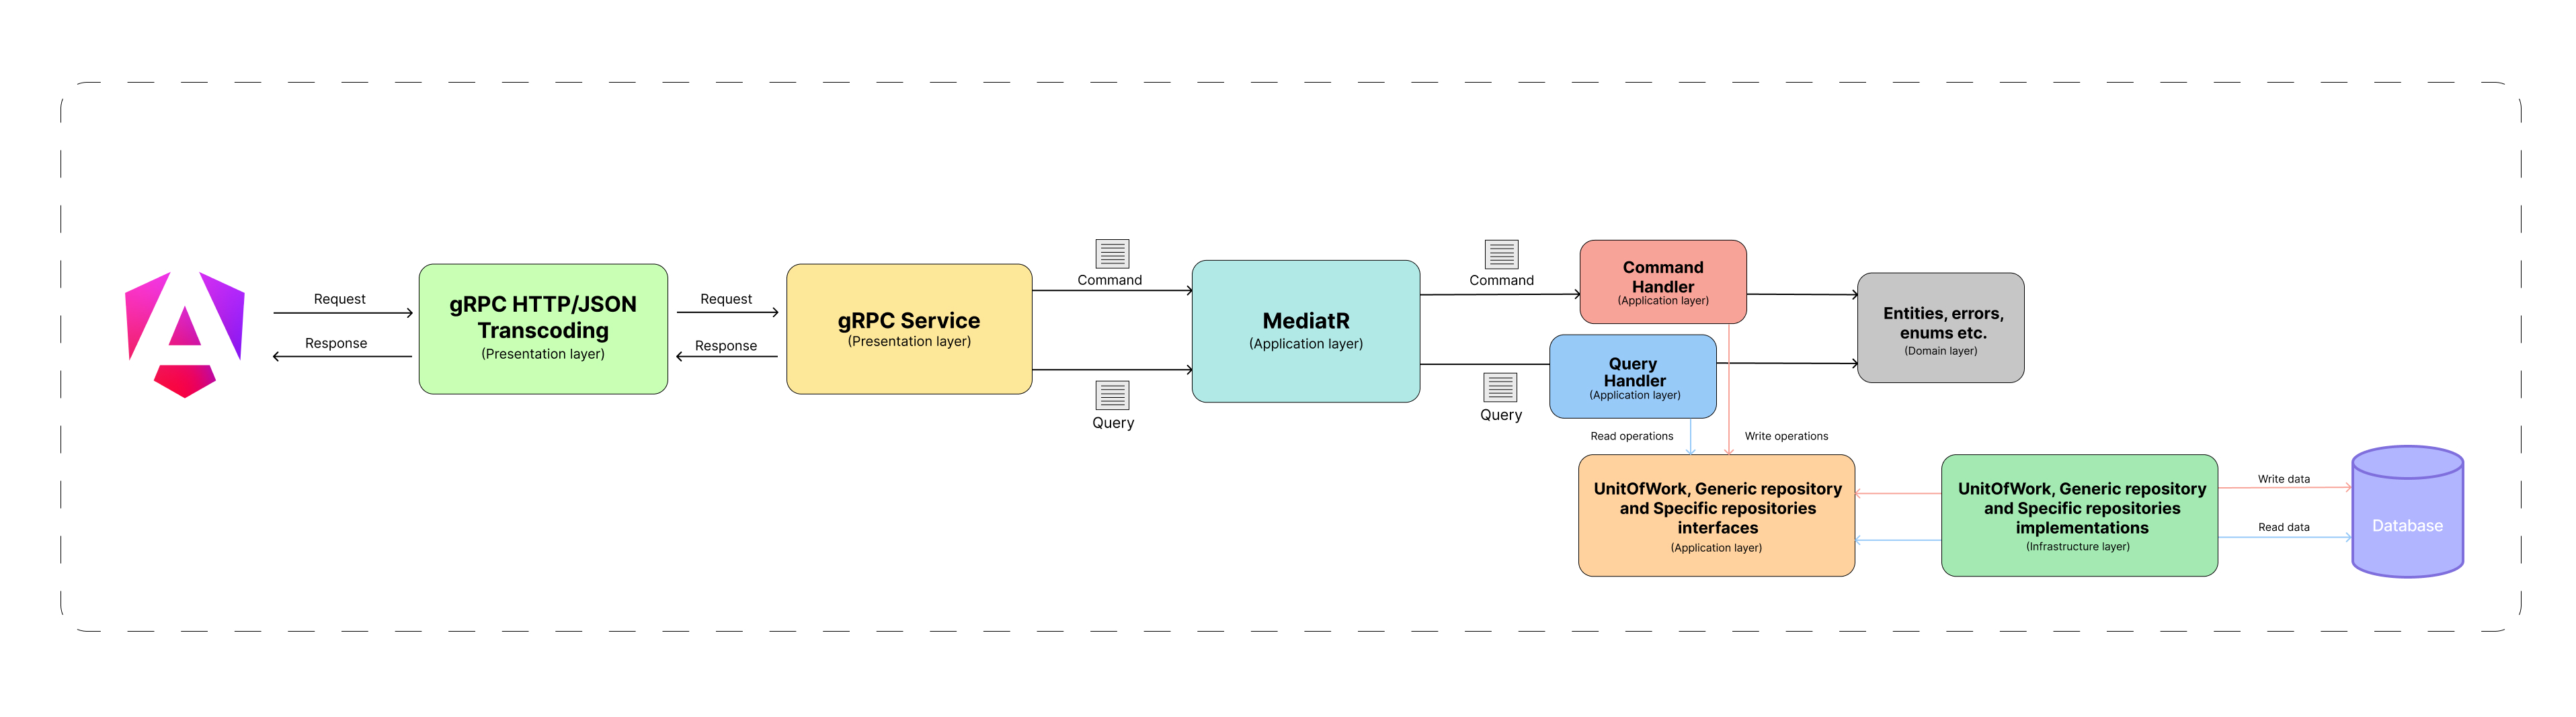 Request
Response
gRPC HTTP/JSON
Transcoding
(Presentation layer)
Request
Response
gRPC Service
(Presentation layer)
Command
Query
MediatR
(Application layer)
Command
Query
Command
Handler
(Application layer)
Query
Handler
(Application layer)
Entities, errors,
enums etc.
(Domain layer)
Read operations
Write operations
UnitOfWork, Generic repository
and Specific repositories
interfaces
(Application layer)
UnitOfWork, Generic repository
and Specific repositories
implementations
(Infrastructure layer)
Write data
Read data
Database